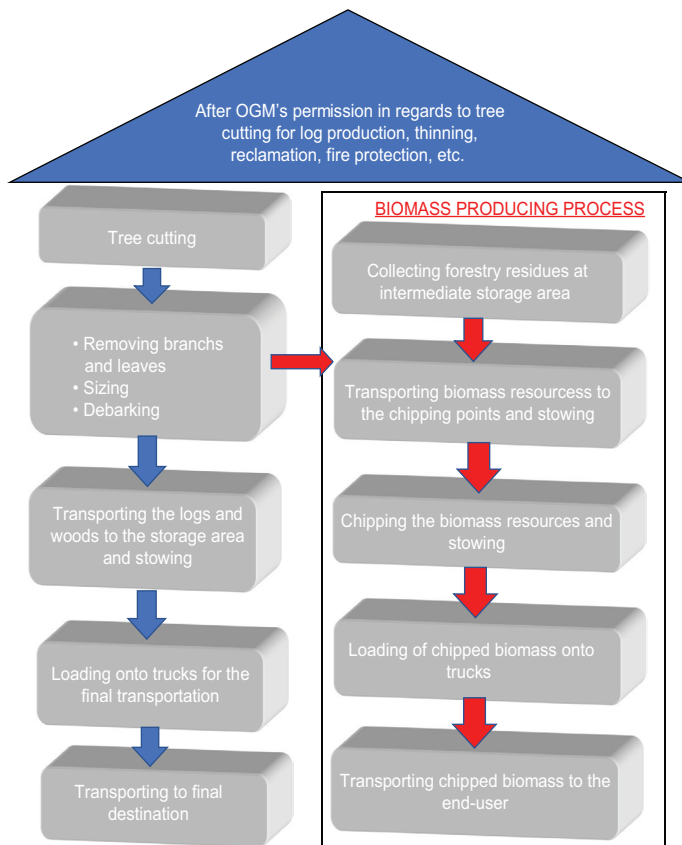 After OGM's permission in regards to tree
cutting for log production, thinning,
reclamation, fire protection, etc.
Tree cutting
• Removing branchs
and leaves
• Sizing
• Debarking
Transporting the logs and
woods to the storage area
and stowing
Loading onto trucks for the
final transportation
Transporting to final
destination
BIOMASS PRODUCING PROCESS
Collecting forestry residues at
intermediate storage area
Transporting biomass resourcess to
the chipping points and stowing
Chipping the biomass resources and
stowing
Loading of chipped biomass onto
trucks
Transporting chipped biomass to the
end-user